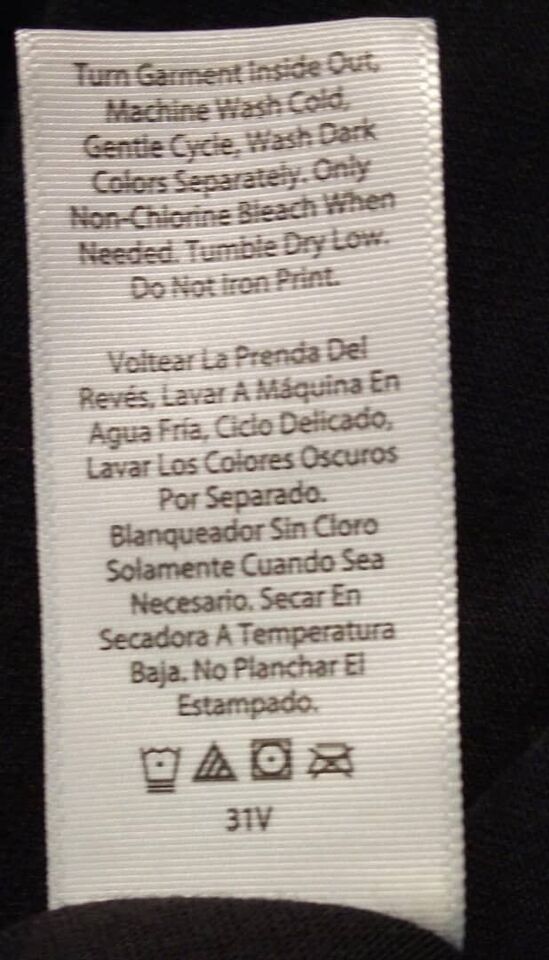 Turn Garment Inside Out,
Machine Wash Cold,
Gentle Cycle, Wash Dark
Colors Separately. Only
Non-Chlorine Bleach When
Needed. Tumble Dry Low.
Do Not Iron Print.
Voltear La Prenda Del
Revés, Lavar A Máquina En
Agua Fría, Ciclo Delicado,
Lavar Los Colores Oscuros
Por Separado.
Blanqueador Sin Cloro
Solamente Cuando Sea
Necesario. Secar En
Secadora A Temperatura
Baja. No Planchar El
Estampado.
31V